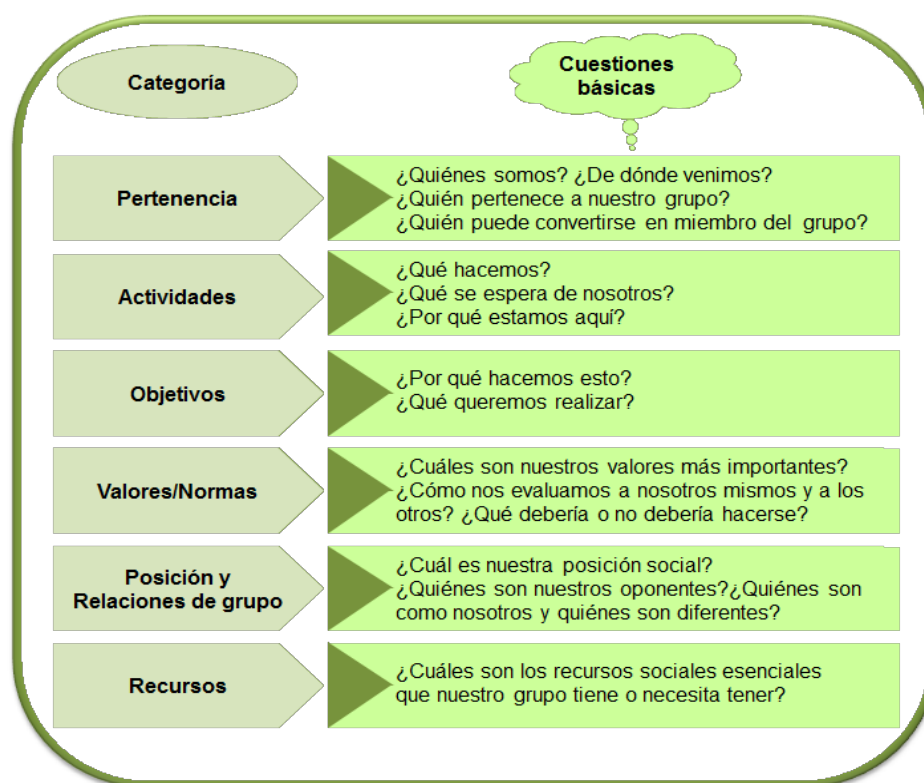 Categoría
Cuestiones
básicas
Pertenencia
¿Quiénes somos? ¿De dónde venimos?
¿Quién pertenece a nuestro grupo?
¿Quién puede convertirse en miembro del grupo?
Actividades
¿Qué hacemos?
¿Qué se espera de nosotros?
¿Por qué estamos aquí?
Objetivos
¿Por qué hacemos esto?
¿Qué queremos realizar?
Valores/Normas
¿Cuáles son nuestros valores más importantes?
¿Cómo nos evaluamos a nosotros mismos y a los
otros? ¿Qué debería o no debería hacerse?
Posición y
Relaciones de grupo
¿Cuál es nuestra posición social?
¿Quiénes son nuestros oponentes?¿Quiénes son
como nosotros y quiénes son diferentes?
Recursos
¿Cuáles son los recursos sociales esenciales
que nuestro grupo tiene o necesita tener?